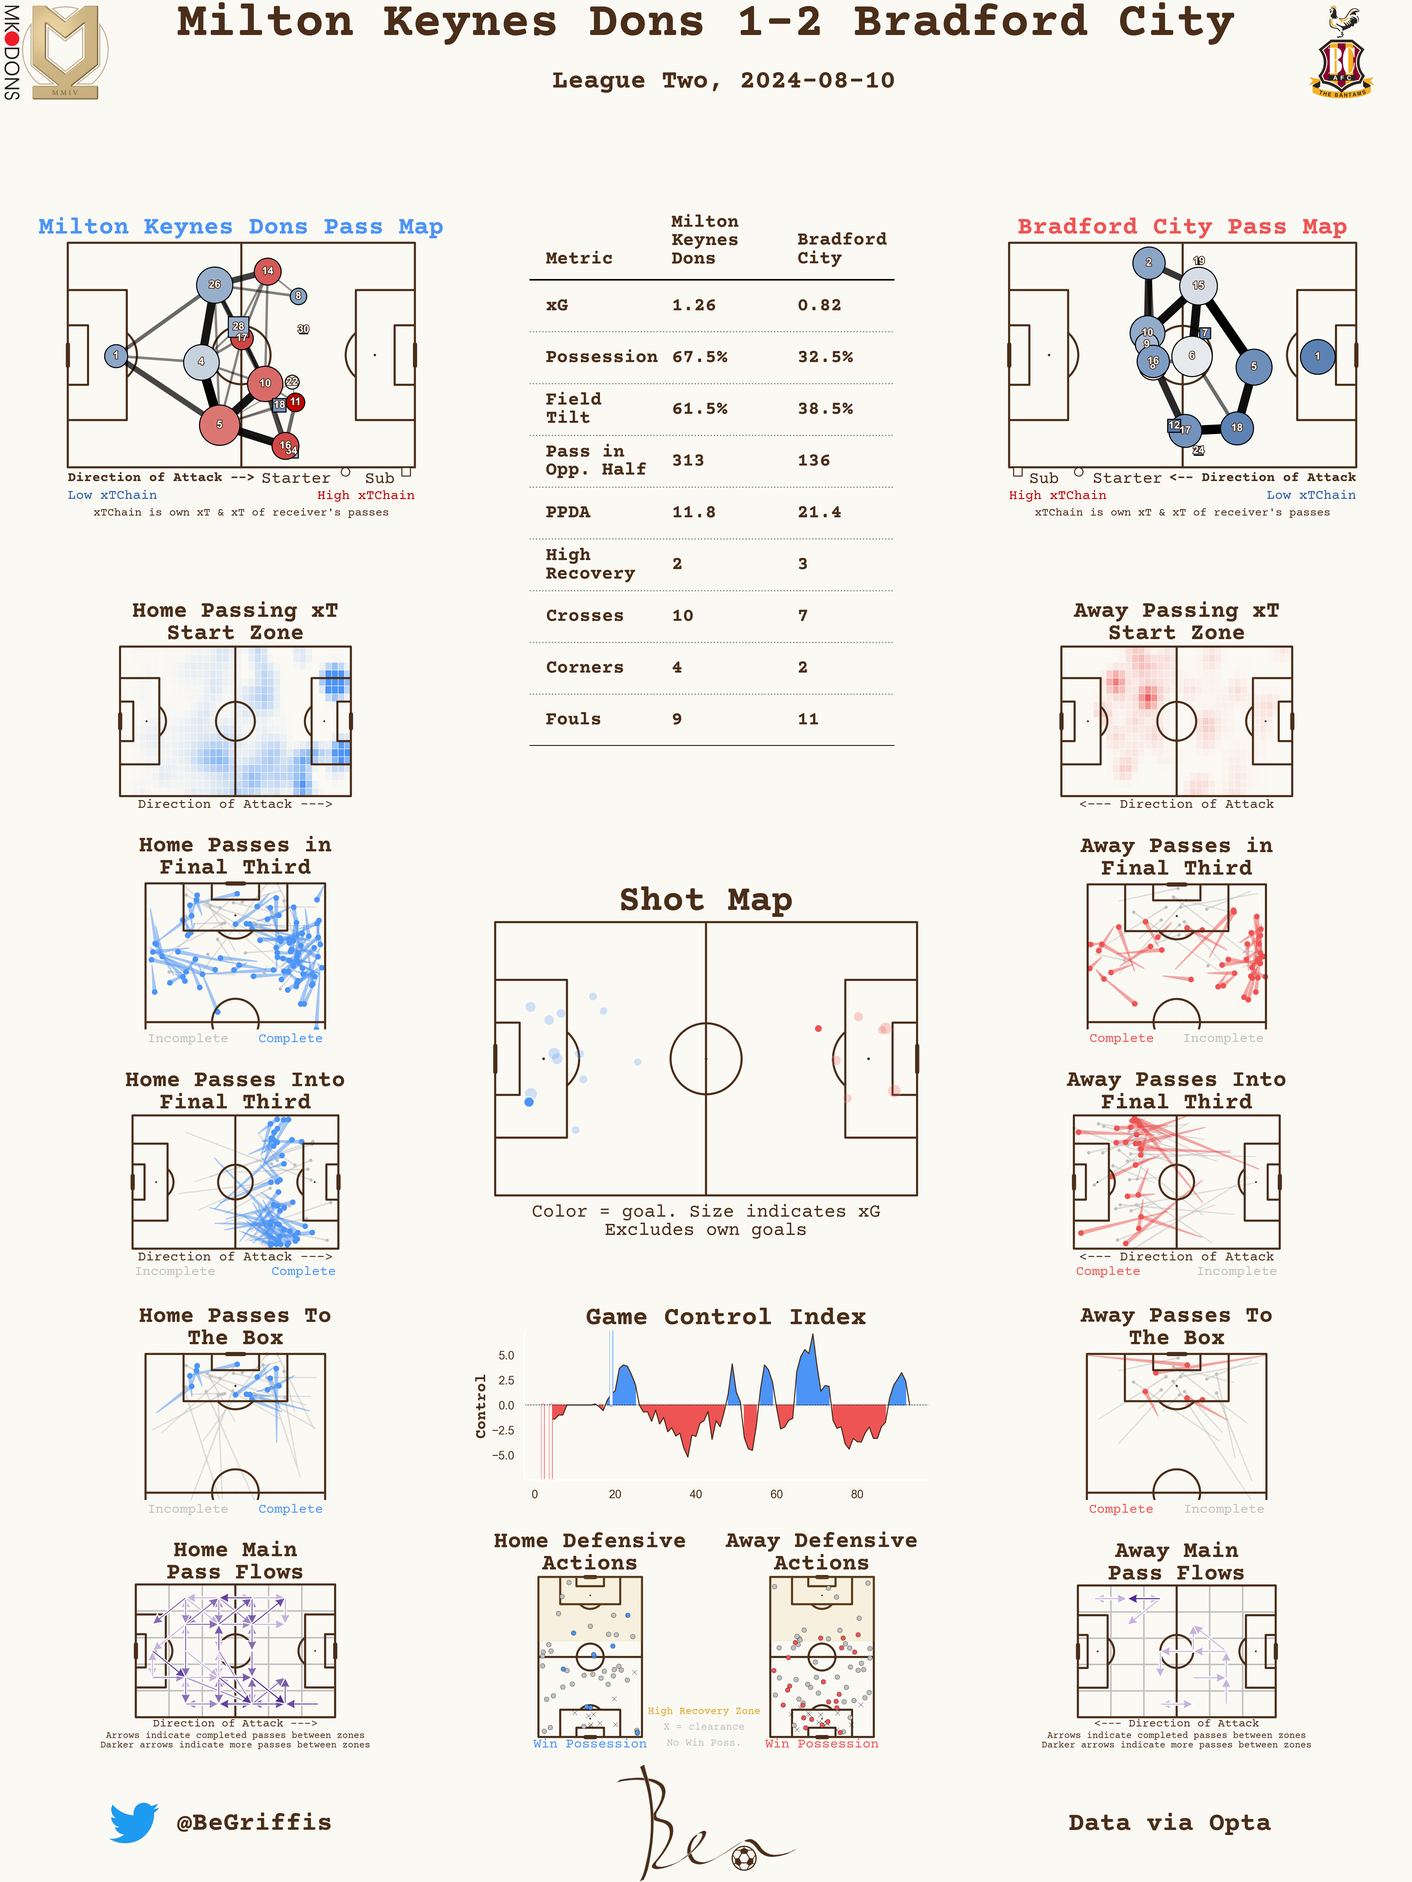 Milton Keynes Dons 1-2 Bradford City
League Two, 2024-08-10
MK DONS
MMIV
BC
AFC
THE BANTAMS
Milton Keynes Dons Pass Map
26
14
8
28
17
30
1
4
10
22
18
11
5
16
34
Direction of Attack --> Starter Sub
Low xTChain High xTChain
xTChain is own xT & xT of receiver's passes
Metric Milton Keynes Dons Bradford City
xG 1.26 0.82
Possession 67.5% 32.5%
Field Tilt 61.5% 38.5%
Pass in Opp. Half 313 136
PPDA 11.8 21.4
High Recovery 2 3
Crosses 10 7
Corners 4 2
Fouls 9 11
Bradford City Pass Map
2
19
15
10
7
9
16
8
6
5
1
12
17
18
24
Sub Starter <-- Direction of Attack
High xTChain Low xTChain
xTChain is own xT & xT of receiver's passes
Home Passing xT
Start Zone
Direction of Attack --->
Away Passing xT
Start Zone
<--- Direction of Attack
Home Passes in
Final Third
Incomplete Complete
Away Passes in
Final Third
Complete Incomplete
Shot Map
Color = goal. Size indicates xG
Excludes own goals
Home Passes Into
Final Third
Direction of Attack --->
Incomplete Complete
Away Passes Into
Final Third
<--- Direction of Attack
Complete Incomplete
Home Passes To
The Box
Incomplete Complete
Game Control Index
Control
5.0
2.5
0.0
−2.5
−5.0
0 20 40 60 80
Away Passes To
The Box
Complete Incomplete
Home Main
Pass Flows
Direction of Attack --->
Arrows indicate completed passes between zones
Darker arrows indicate more passes between zones
Home Defensive
Actions
Win Possession
High Recovery Zone
X = clearance
No Win Poss.
Away Defensive
Actions
Win Possession
Away Main
Pass Flows
<--- Direction of Attack
Arrows indicate completed passes between zones
Darker arrows indicate more passes between zones
@BeGriffis
Ben
Data via Opta